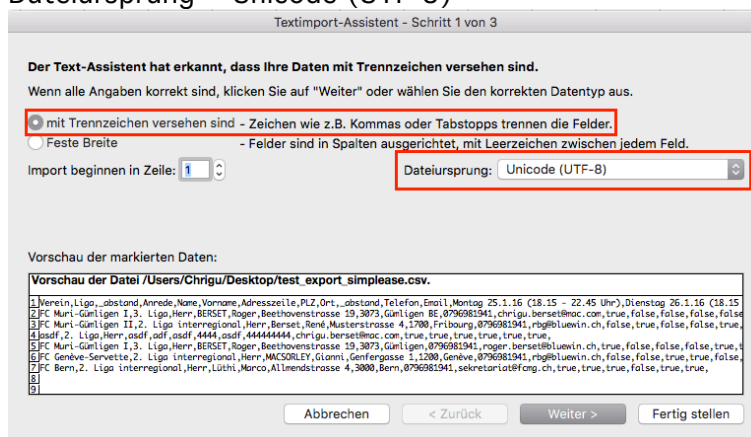 Dateiursprung = Unicode (UTF-8)
Textimport-Assistent - Schritt 1 von 3
Der Text-Assistent hat erkannt, dass Ihre Daten mit Trennzeichen versehen sind.
Wenn alle Angaben korrekt sind, klicken Sie auf "Weiter" oder wählen Sie den korrekten Datentyp aus.
mit Trennzeichen versehen sind - Zeichen wie z.B. Kommas oder Tabstopps trennen die Felder.
Feste Breite - Felder sind in Spalten ausgerichtet, mit Leerzeichen zwischen jedem Feld.
Import beginnen in Zeile: 1 Dateiursprung: Unicode (UTF-8)
Vorschau der markierten Daten:
Vorschau der Datei /Users/Chrigu/Desktop/test_export_simplease.csv.
1 Verein,Liga,_abstand,Anrede,Name,Vorname,Adresszeile,PLZ,Ort,_abstand,Telefon,Email,Montag 25.1.16 (18.15 - 22.45 Uhr),Dienstag 26.1.16 (18.15
2 FC Muri-Gümligen I,3. Liga,Herr,BERSET,Roger,Beethovenstrasse 19,3073,Gümligen BE,0796981941,chrigu.berset@mac.com,true,false,false,false,false
3 FC Muri-Gümligen II,2. Liga interregional,Herr,Berset,René,Musterstrasse 4,1700,Fribourg,0796981941,rbg@bluewin.ch,false,false,true,false,false
4 asdf,2. Liga,Herr,asdf,adf,asdf,4444,asdf,444444444,chrigu.berset@mac.com,true,true,true,true,true,true,
5 FC Muri-Gümligen I,3. Liga,Herr,BERSET,Roger,Beethovenstrasse 19,3073,Gümligen,0796981941,roger.berset@bluewin.ch,true,false,false,false,true,t
6 FC Genève-Servette,2. Liga interregional,Herr,MACSORLEY,Gianni,Genfergasse 1,1200,Genève,0796981941,rbg@bluewin.ch,false,false,true,true,false,
7 FC Bern,2. Liga interregional,Herr,Lüthi,Marco,Allmendstrasse 4,3000,Bern,0796981941,sekretariat@fcmg.ch,true,true,false,true,true,
8
9
Abbrechen < Zurück Weiter > Fertig stellen